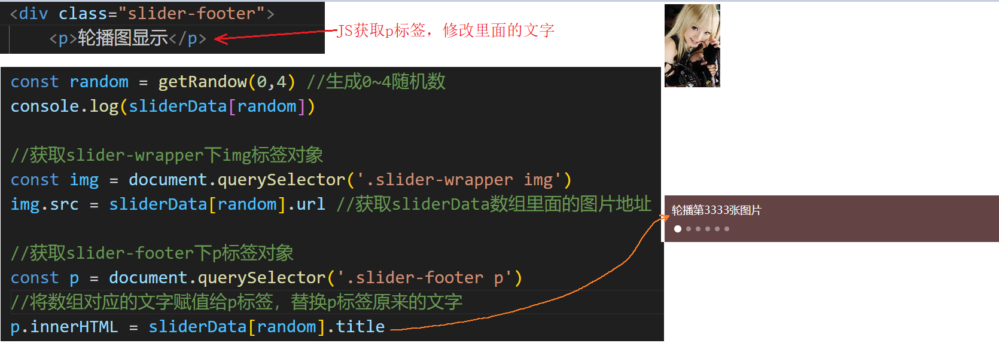 <div class="slider-footer">
<p>轮播图显示</p>
JS获取p标签，修改里面的文字
const random = getRandow(0,4) //生成0~4随机数
console.log(sliderData[random])
//获取slider-wrapper下img标签对象
const img = document.querySelector('.slider-wrapper img')
img.src = sliderData[random].url //获取sliderData数组里面的图片地址
//获取slider-footer下p标签对象
const p = document.querySelector('.slider-footer p')
//将数组对应的文字赋值给p标签，替换p标签原来的文字
p.innerHTML = sliderData[random].title
轮播第3333张图片